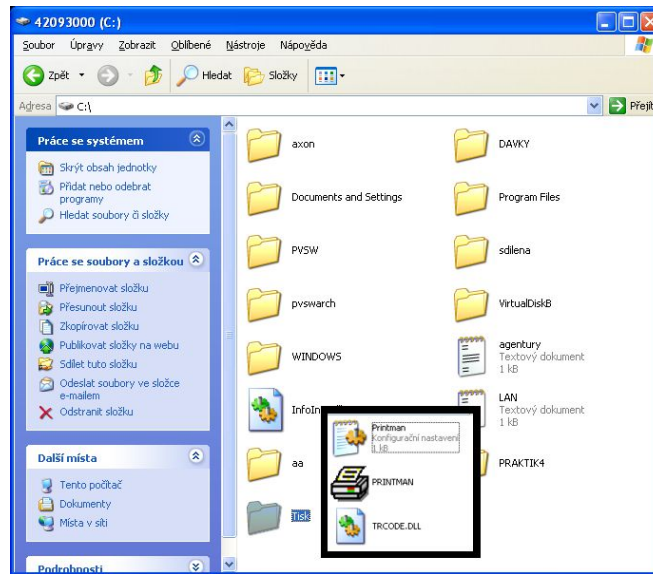 42093000 (C:)
Soubor Úpravy Zobrazit Oblíbené Nástroje Nápověda
Zpět Hledat Složky
Adresa C:\ Přejít
Práce se systémem
Skrýt obsah jednotky
Přidat nebo odebrat
programy
Hledat soubory či složky
Práce se soubory a složkou
Přejmenovat složku
Přesunout složku
Zkopírovat složku
Publikovat složky na webu
Sdílet tuto složku
Odeslat soubory ve složce
e-mailem
Odstranit složku
Další místa
Tento počítač
Dokumenty
Místa v síti
Podrobnosti
axon
DAVKY
Documents and Settings
Program Files
PVSW
sdilena
pvswarch
VirtualDiskB
WINDOWS
agentury
Textový dokument
1 kB
LAN
Textový dokument
1 kB
aa
PRAKTIK4
Tisk
Printman
Konfigurační nastavení
1 kB
PRINTMAN
TRCODE.DLL